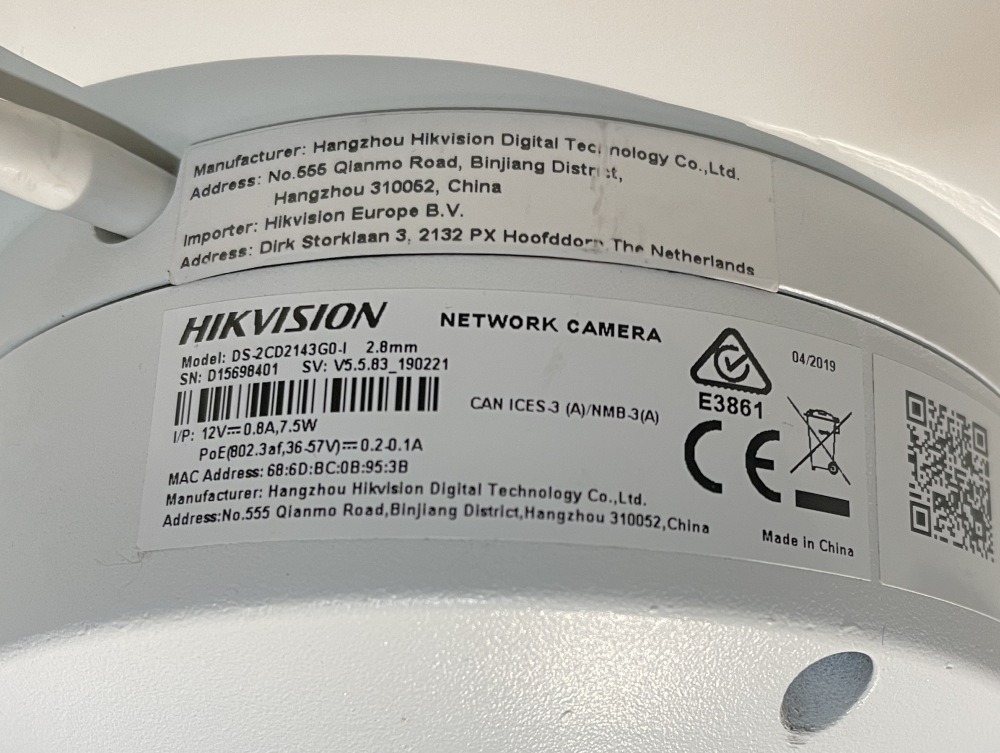 Manufacturer: Hangzhou Hikvision Digital Technology Co.,Ltd.
Address: No.555 Qianmo Road, Binjiang District,
Hangzhou 310052, China
Importer: Hikvision Europe B.V.
Address: Dirk Storklaan 3, 2132 PX Hoofddorp The Netherlands
HIKVISION
NETWORK CAMERA
Model: DS-2CD2143G0-I 2.8mm
SN: D15698401 SV: V5.5.83_190221
I/P: 12V⎓0.8A,7.5W
PoE(802.3af,36-57V)⎓0.2-0.1A
MAC Address: 68:6D:BC:0B:95:3B
Manufacturer: Hangzhou Hikvision Digital Technology Co.,Ltd.
Address:No.555 Qianmo Road,Binjiang District,Hangzhou 310052,China
CAN ICES-3 (A)/NMB-3(A)
E3861
04/2019
CE
Made in China